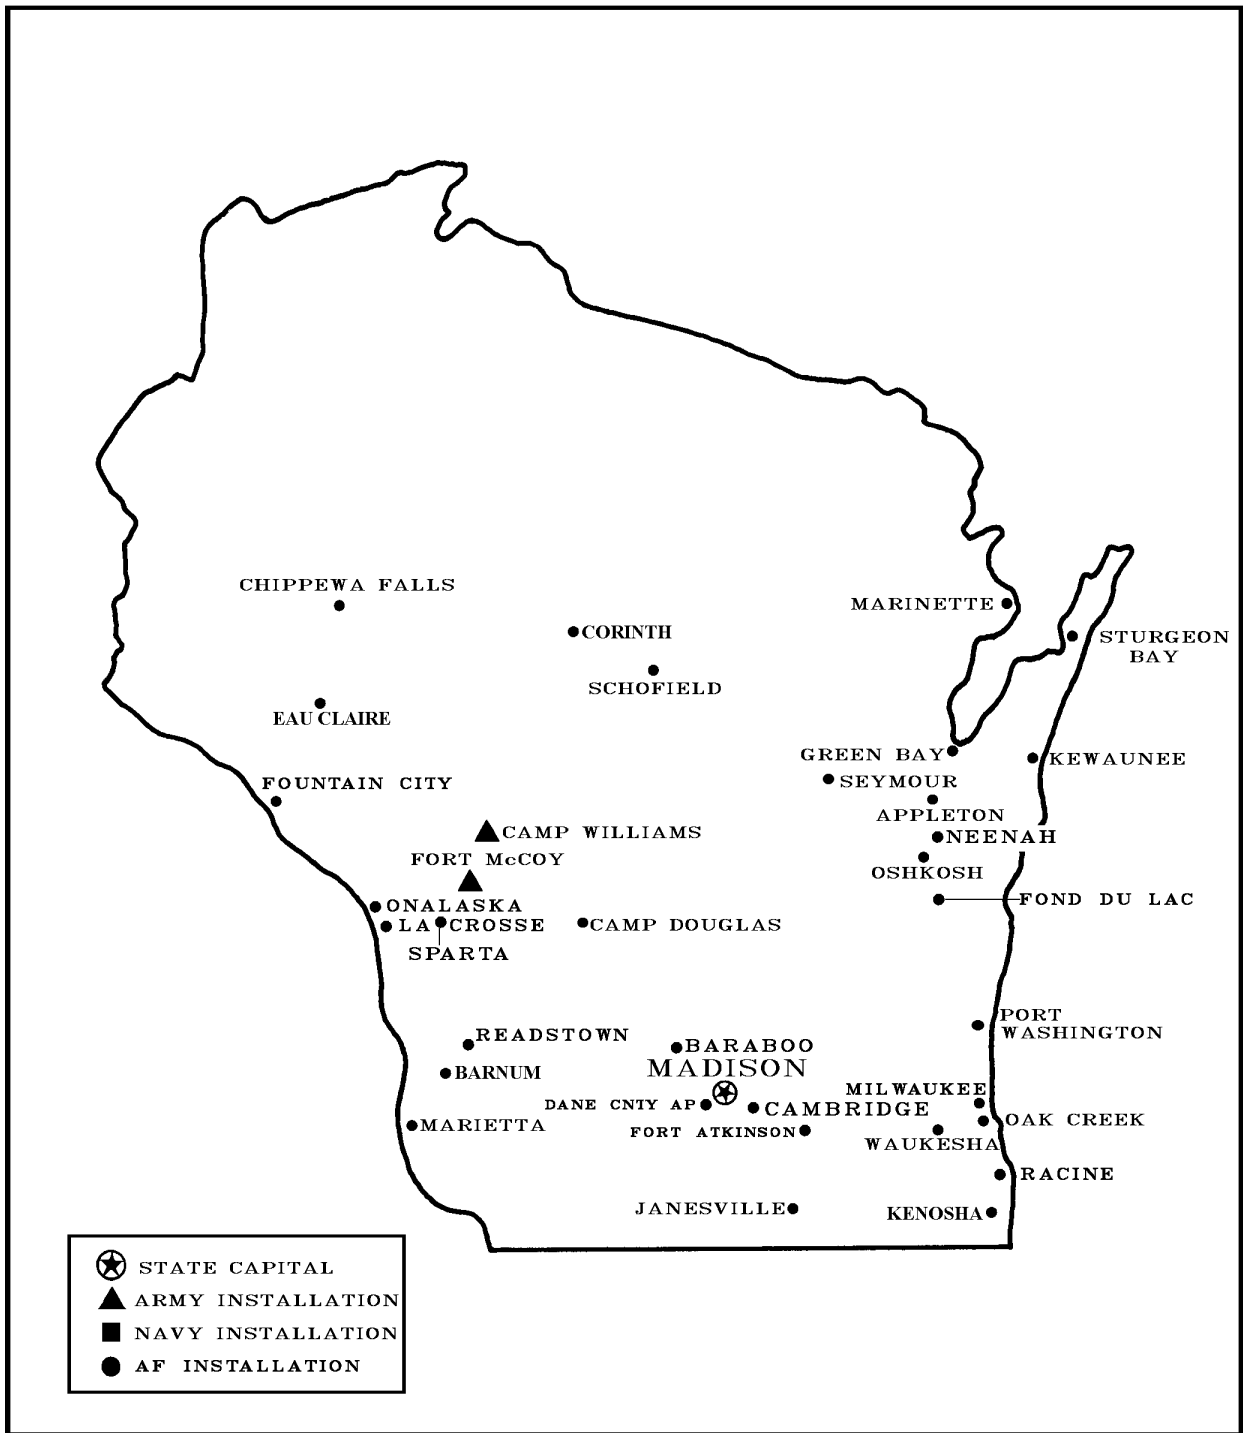 CHIPPEWA FALLS
MARINETTE
CORINTH
STURGEON
BAY
SCHOFIELD
EAU CLAIRE
GREEN BAY
KEWAUNEE
FOUNTAIN CITY
SEYMOUR
APPLETON
CAMP WILLIAMS
NEENAH
FORT McCOY
OSHKOSH
FOND DU LAC
ONALASKA
LA CROSSE
CAMP DOUGLAS
SPARTA
PORT
WASHINGTON
READSTOWN
BARABOO
MADISON
BARNUM
MILWAUKEE
DANE CNTY AP
CAMBRIDGE
OAK CREEK
MARIETTA
FORT ATKINSON
WAUKESHA
RACINE
JANESVILLE
KENOSHA
STATE CAPITAL
ARMY INSTALLATION
NAVY INSTALLATION
AF INSTALLATION